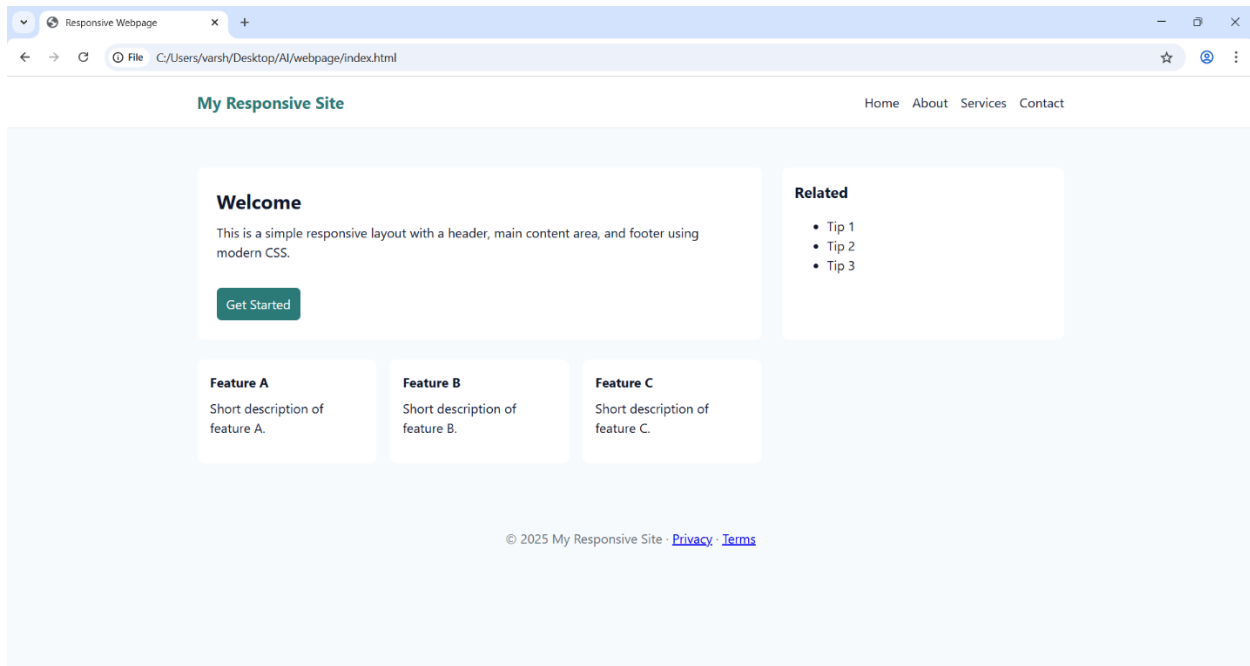 Responsive Webpage
File C:/Users/varsh/Desktop/AI/webpage/index.html
My Responsive Site
Home About Services Contact
Welcome
This is a simple responsive layout with a header, main content area, and footer using
modern CSS.
Get Started
Related
• Tip 1
• Tip 2
• Tip 3
Feature A
Short description of
feature A.
Feature B
Short description of
feature B.
Feature C
Short description of
feature C.
© 2025 My Responsive Site · Privacy · Terms